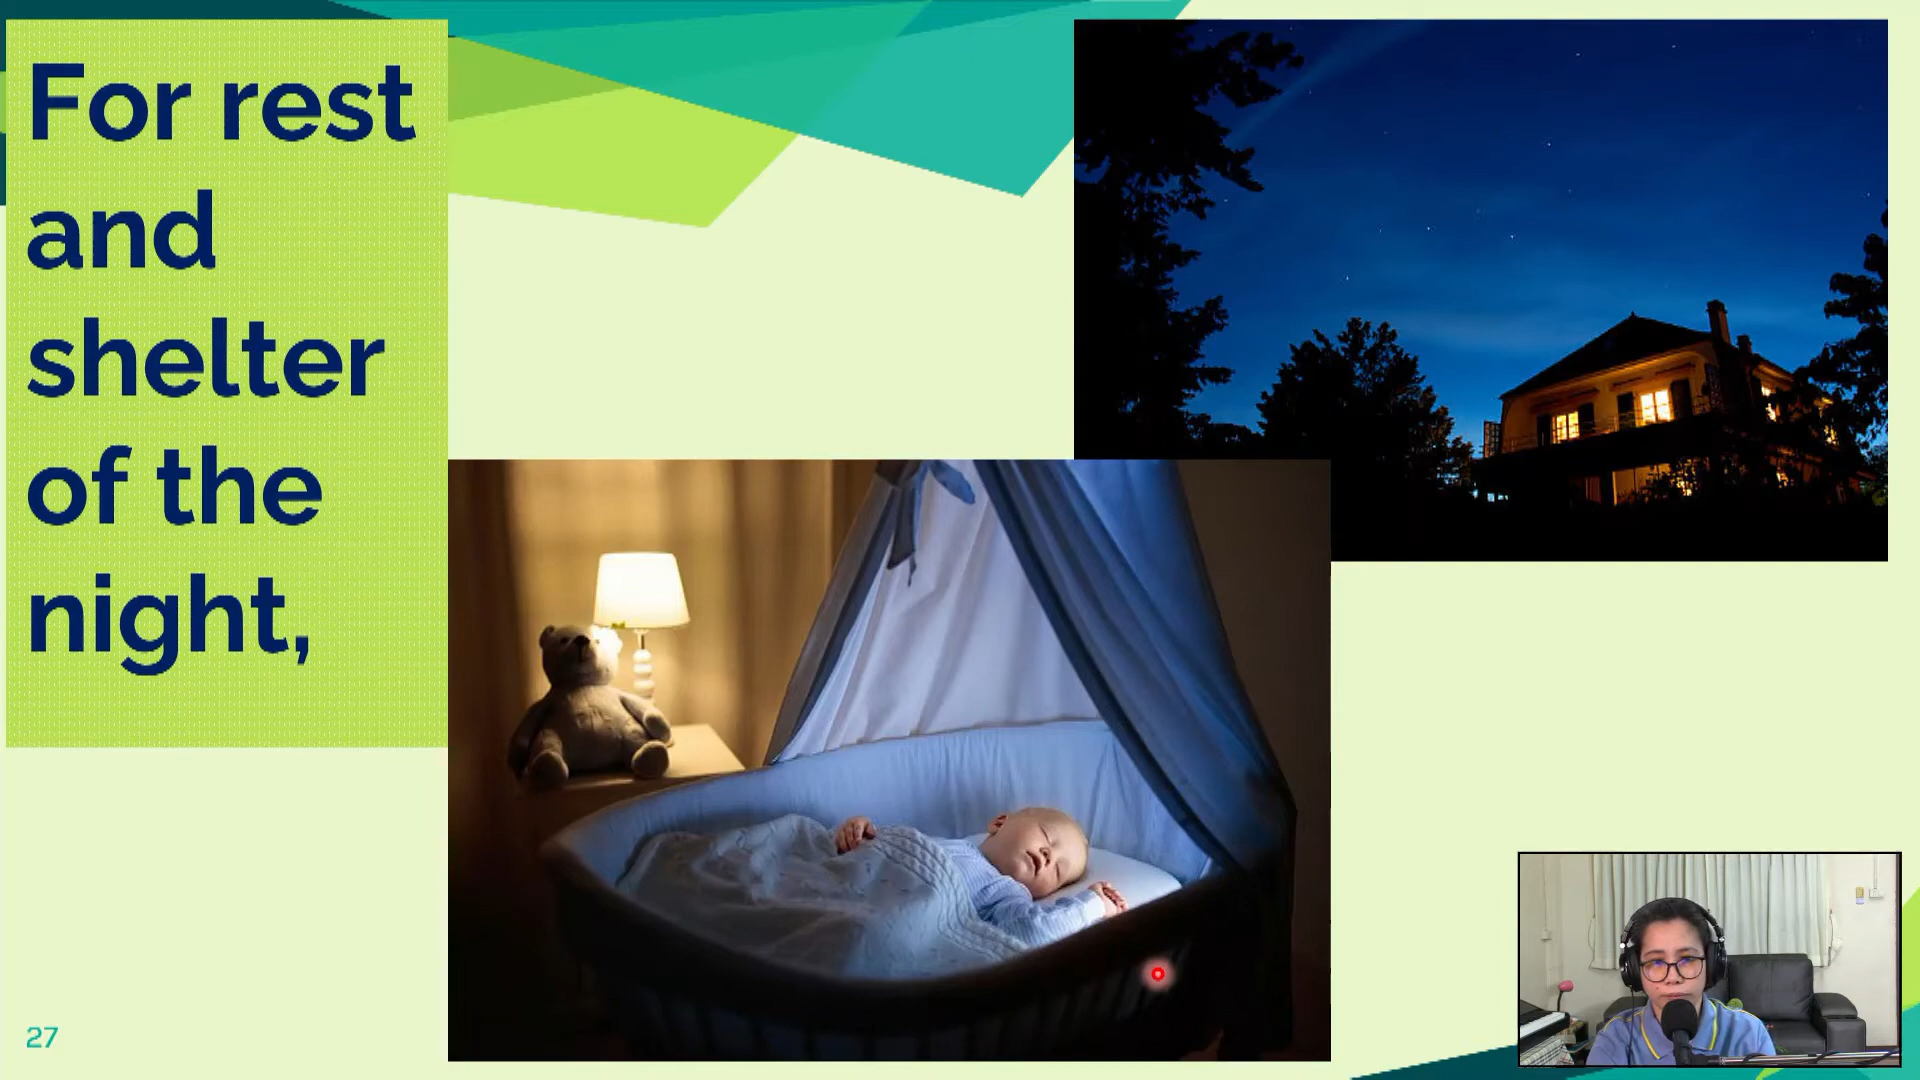 For rest
and
shelter
of the
night,
27